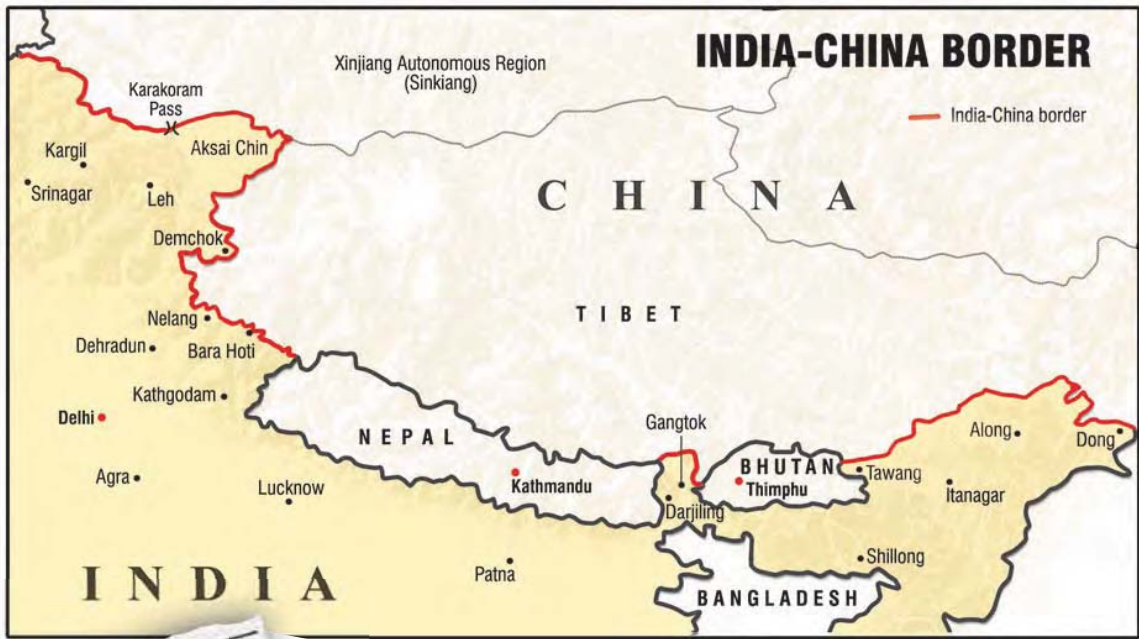 INDIA-CHINA BORDER
India-China border
Xinjiang Autonomous Region
(Sinkiang)
Karakoram
Pass
Aksai Chin
Kargil
Srinagar
Leh
CHINA
Demchok
TIBET
Nelang
Dehradun
Bara Hoti
Kathgodam
Delhi
NEPAL
Gangtok
Along
Dong
BHUTAN
Tawang
Agra
Lucknow
Kathmandu
Thimphu
Itanagar
Darjiling
Patna
Shillong
INDIA
BANGLADESH